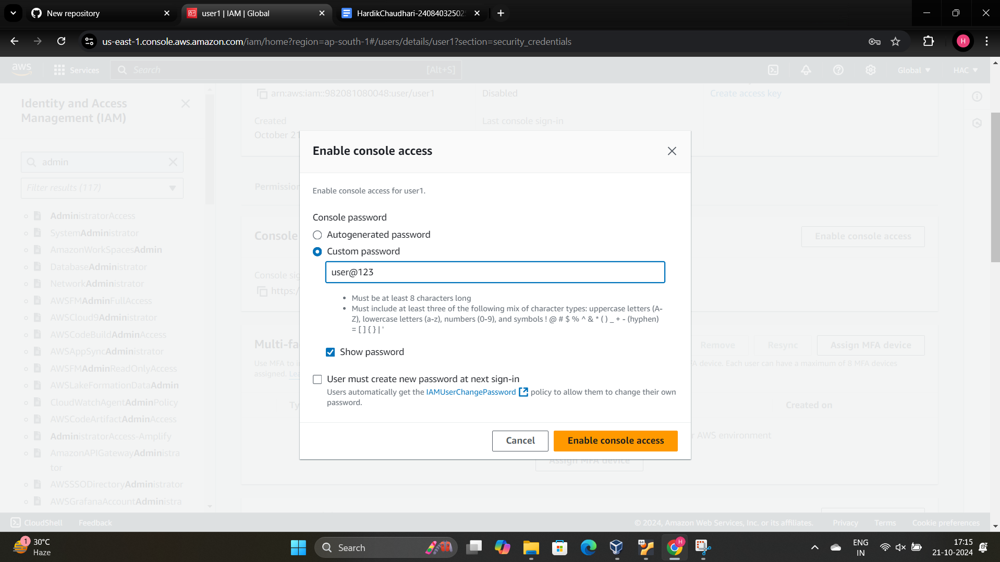 New repository
user1 | IAM | Global
HardikChaudhari-24084032502
us-east-1.console.aws.amazon.com/iam/home?region=ap-south-1#/users/details/user1?section=security_credentials
H
aws
Services
Search
[Alt+S]
Global
HAC
Identity and Access
Management (IAM)
admin
Filter results (117)
AdministratorAccess
SystemAdministrator
AmazonWorkSpacesAdmin
DatabaseAdministrator
NetworkAdministrator
AWSFMAdminFullAccess
AWSCloud9Administrator
AWSCodeBuildAdminAccess
AWSAppSyncAdministrator
AWSFMAdminReadOnlyAccess
AWSLakeFormationDataAdmin
CloudWatchAgentAdminPolicy
AWSCodeArtifactAdminAccess
AdministratorAccess-Amplify
AmazonAPIGatewayAdministra
tor
AWSSSODirectoryAdministrator
AWSGrafanaAccountAdministra
arn:aws:iam::982081080048:user/user1
Disabled
Create access key
Created
Last console sign-in
October 21
Permission
Console
Enable console access
Console sig
https:/
Multi-fa
Remove
Resync
Assign MFA device
Use MFA to i
FA device. Each user can have a maximum of 8 MFA devices
assigned. Lea
Ty
Created on
r AWS environment
Assign MFA device
Enable console access
Enable console access for user1.
Console password
Autogenerated password
Custom password
user@123
Must be at least 8 characters long
Must include at least three of the following mix of character types: uppercase letters (A-
Z), lowercase letters (a-z), numbers (0-9), and symbols ! @ # $ % ^ & * ( ) _ + - (hyphen)
= [ ] { } | '
Show password
User must create new password at next sign-in
Users automatically get the IAMUserChangePassword policy to allow them to change their own
password.
Cancel
Enable console access
CloudShell
Feedback
© 2024, Amazon Web Services, Inc. or its affiliates.
Privacy
Terms
Cookie preferences
1
30°C
Haze
Search
64
H
ENG
IN
17:15
21-10-2024